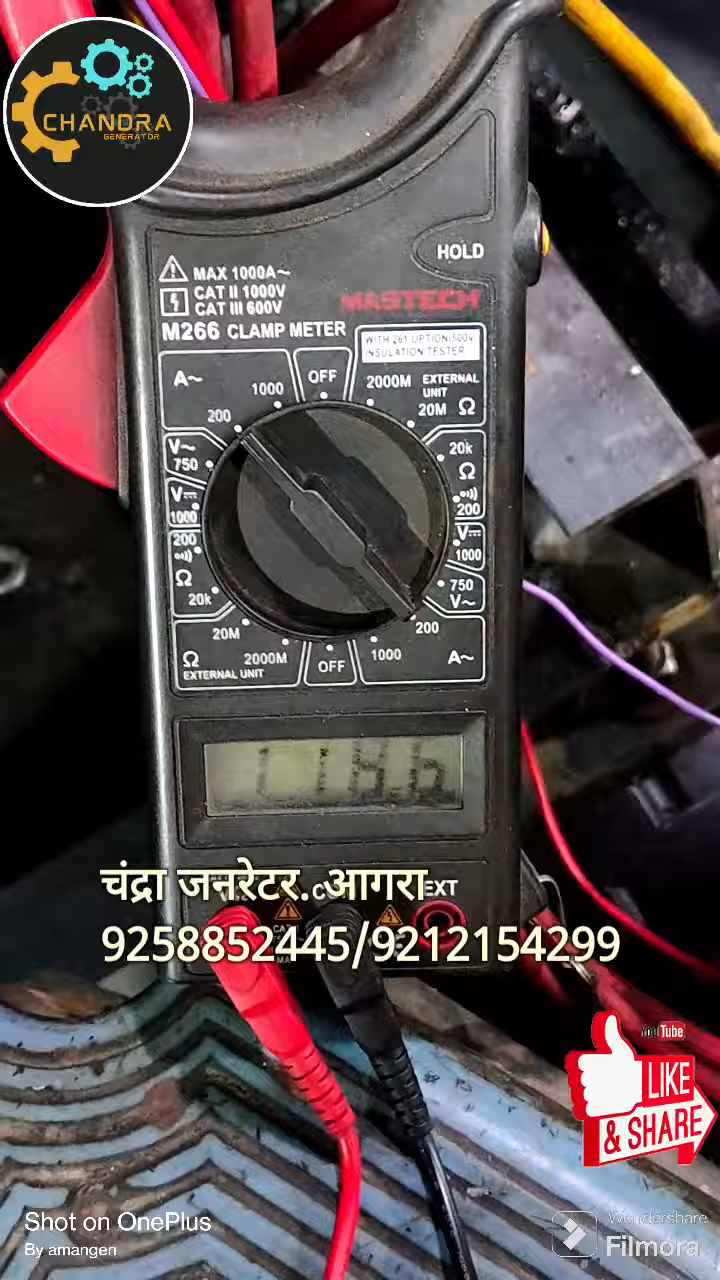 CHANDRA
GENERATOR
HOLD
MAX 1000A~
CAT II 1000V
CAT III 600V
MASTECH
M266 CLAMP METER
WITH 261 OPTION 500V
INSULATION TESTER
A~
1000
OFF
2000M
EXTERNAL
UNIT
200
20M Ω
V~
750
20k
Ω
V⎓
1000
200
V⎓
1000
200
Ω
20k
750
V~
20M
200
Ω
2000M
OFF
1000
A~
EXTERNAL UNIT
118.6
EXT
चंद्रा जनरेटर. आगरा
9258852445/9212154299
YouTube
LIKE
& SHARE
Shot on OnePlus
By amangen
Wondershare
Filmora